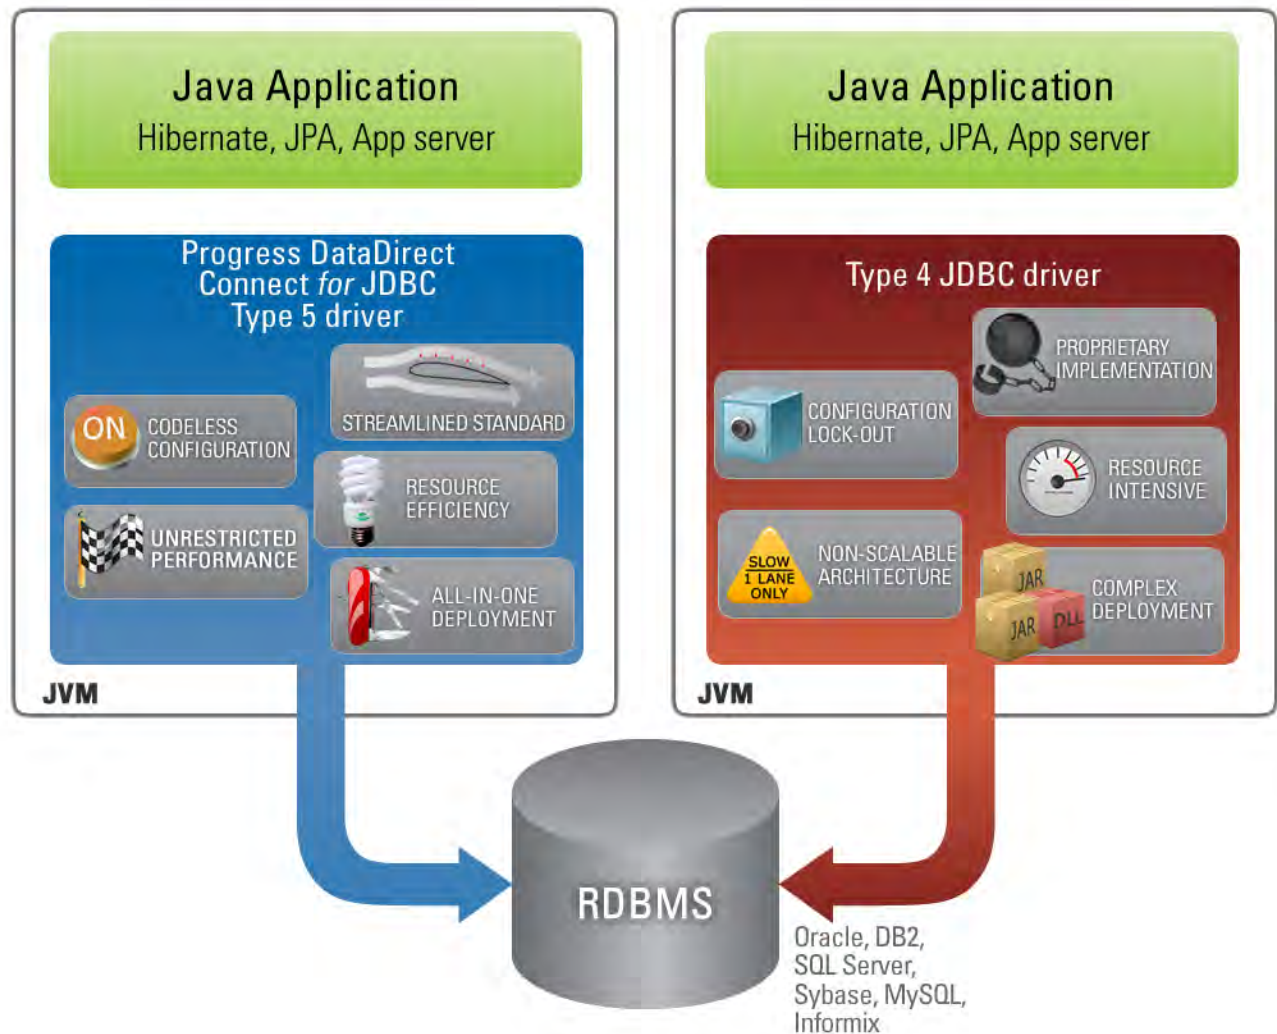 Java Application
Hibernate, JPA, App server
Progress DataDirect
Connect for JDBC
Type 5 driver
STREAMLINED STANDARD
ON
CODELESS
CONFIGURATION
RESOURCE
EFFICIENCY
UNRESTRICTED
PERFORMANCE
ALL-IN-ONE
DEPLOYMENT
JVM
Java Application
Hibernate, JPA, App server
Type 4 JDBC driver
PROPRIETARY
IMPLEMENTATION
CONFIGURATION
LOCK-OUT
RESOURCE
INTENSIVE
SLOW
1 LANE
ONLY
NON-SCALABLE
ARCHITECTURE
JAR
JAR
DLL
COMPLEX
DEPLOYMENT
JVM
RDBMS
Oracle, DB2,
SQL Server,
Sybase, MySQL,
Informix